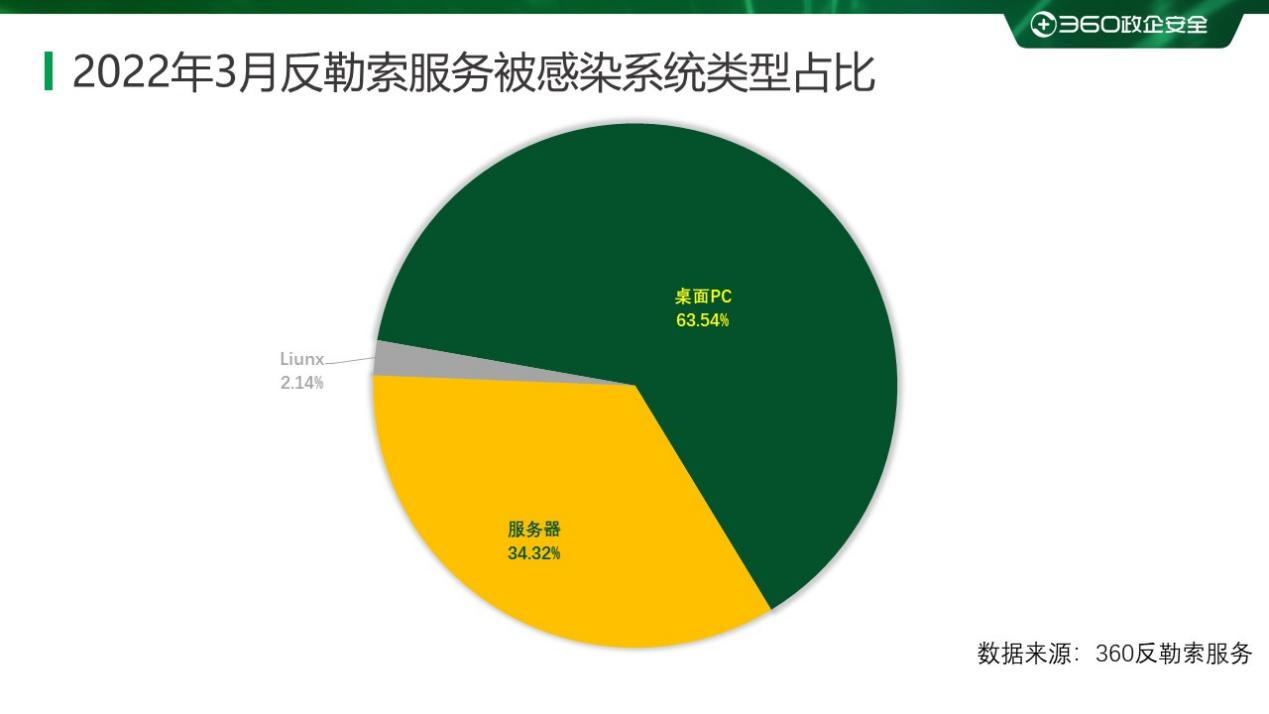 360政企安全
2022年3月反勒索服务被感染系统类型占比
桌面PC
63.54%
Liunx
2.14%
服务器
34.32%
数据来源：360反勒索服务